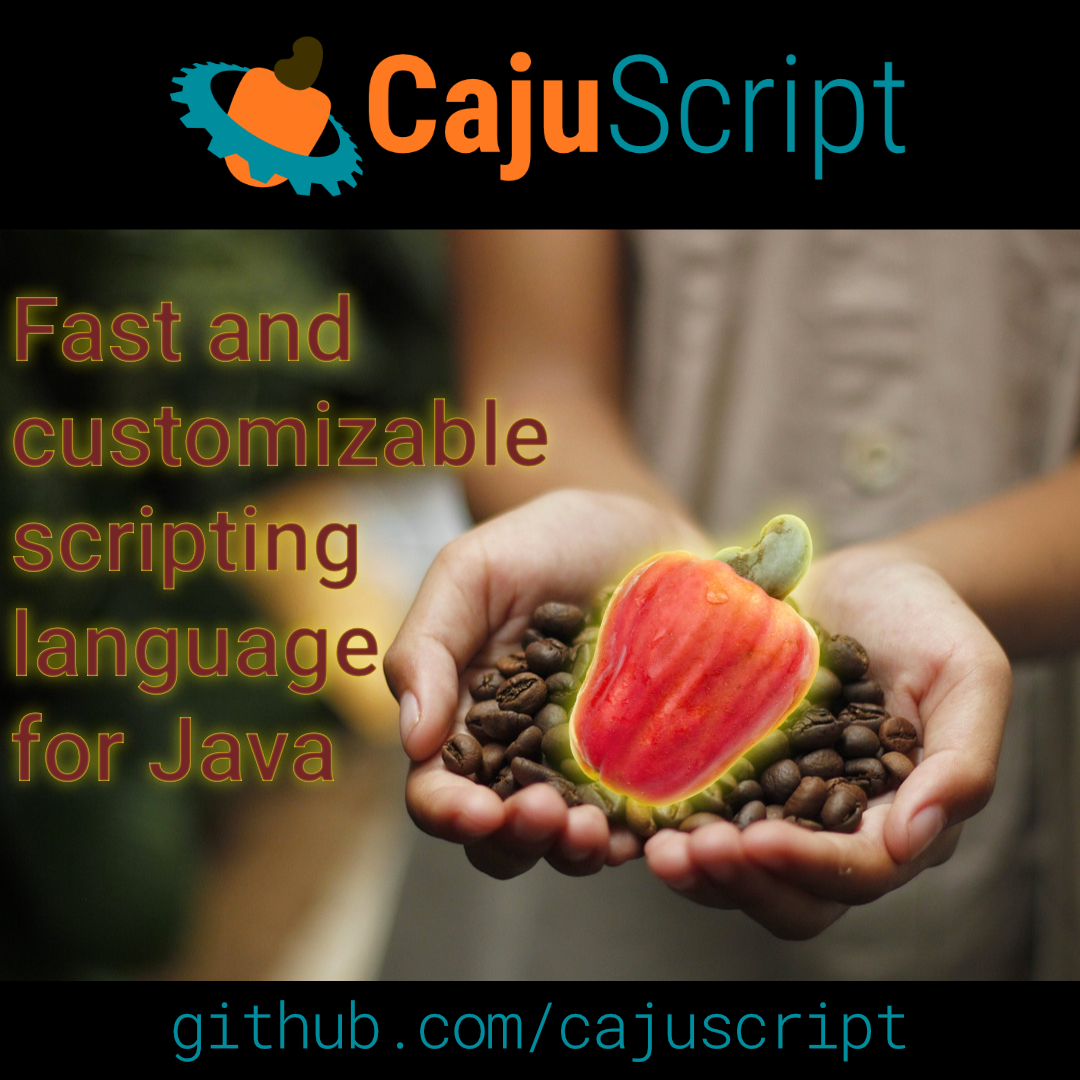 CajuScript
Fast and
customizable
scripting
language
for Java
github.com/cajuscript